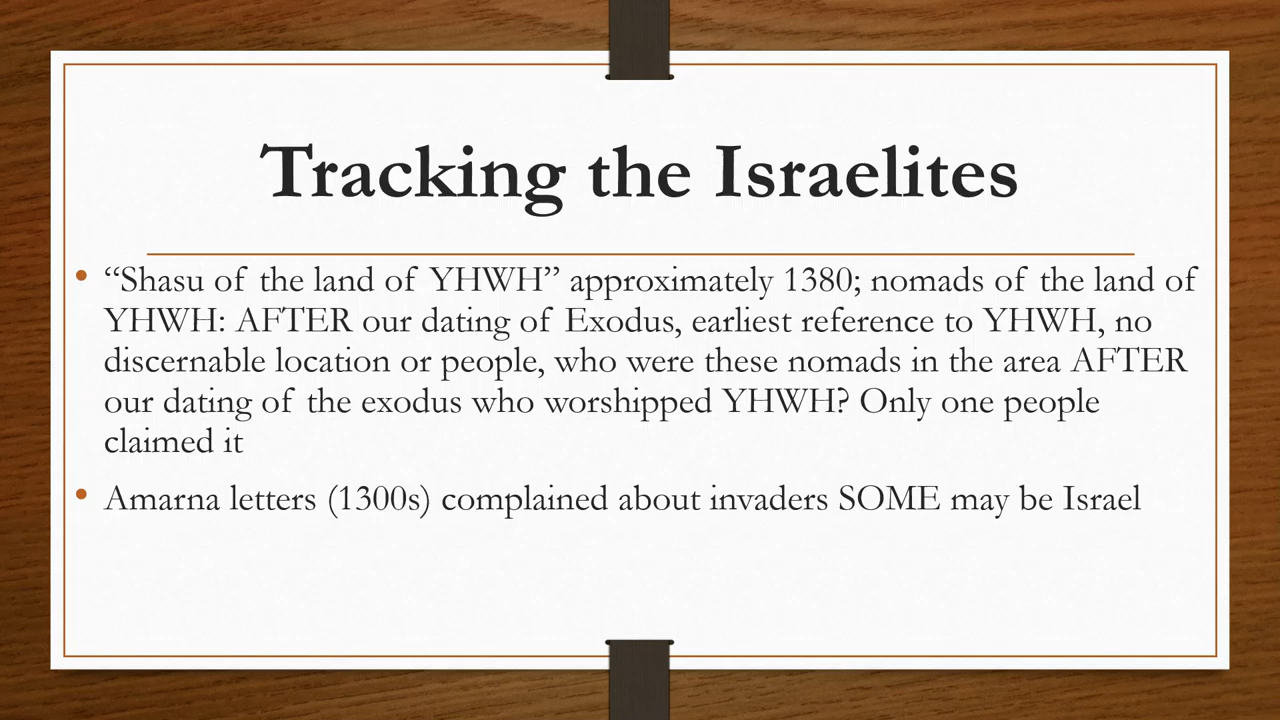 Tracking the Israelites
• “Shasu of the land of YHWH” approximately 1380; nomads of the land of
YHWH: AFTER our dating of Exodus, earliest reference to YHWH, no
discernable location or people, who were these nomads in the area AFTER
our dating of the exodus who worshipped YHWH? Only one people
claimed it
• Amarna letters (1300s) complained about invaders SOME may be Israel